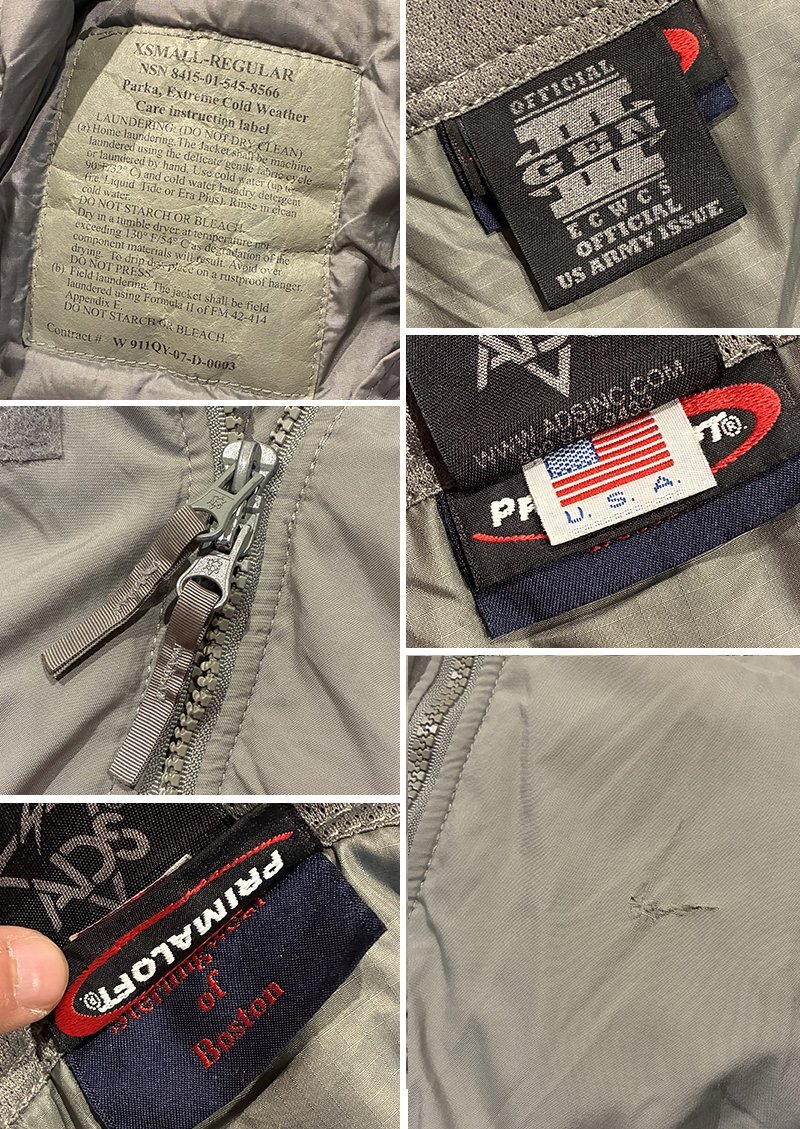 XSMALL-REGULAR
NSN 8415-01-545-8566
Parka, Extreme Cold Weather
Care instruction label
(a) Home laundering. The Jacket shall be machine
laundered using the delicate gentle fabric cycle
or laundered by hand. Use cold water (up to
90°F/32° C) and cold water laundry detergent
(i.e. Liquid Tide or Era Plus). Rinse in clean
cold water.
DO NOT STARCH OR BLEACH.
Dry in a tumble dryer at temperature not
exceeding 130° F/54° C as degradation of the
component materials will result. Avoid over
drying. To drip dry, place on a rustproof hanger.
DO NOT PRESS.
(b). Field laundering. The jacket shall be field
laundered using Formula II of FM 42-414
Appendix E.
DO NOT STARCH OR BLEACH.
Contract # W 911QY-07-D-0003
OFFICIAL
GEN
III
ECWCS
OFFICIAL
US ARMY ISSUE
ADS
WWW.ADSINC.COM
U.S.A.
ADS
PRIMALOFT®
of
Boston